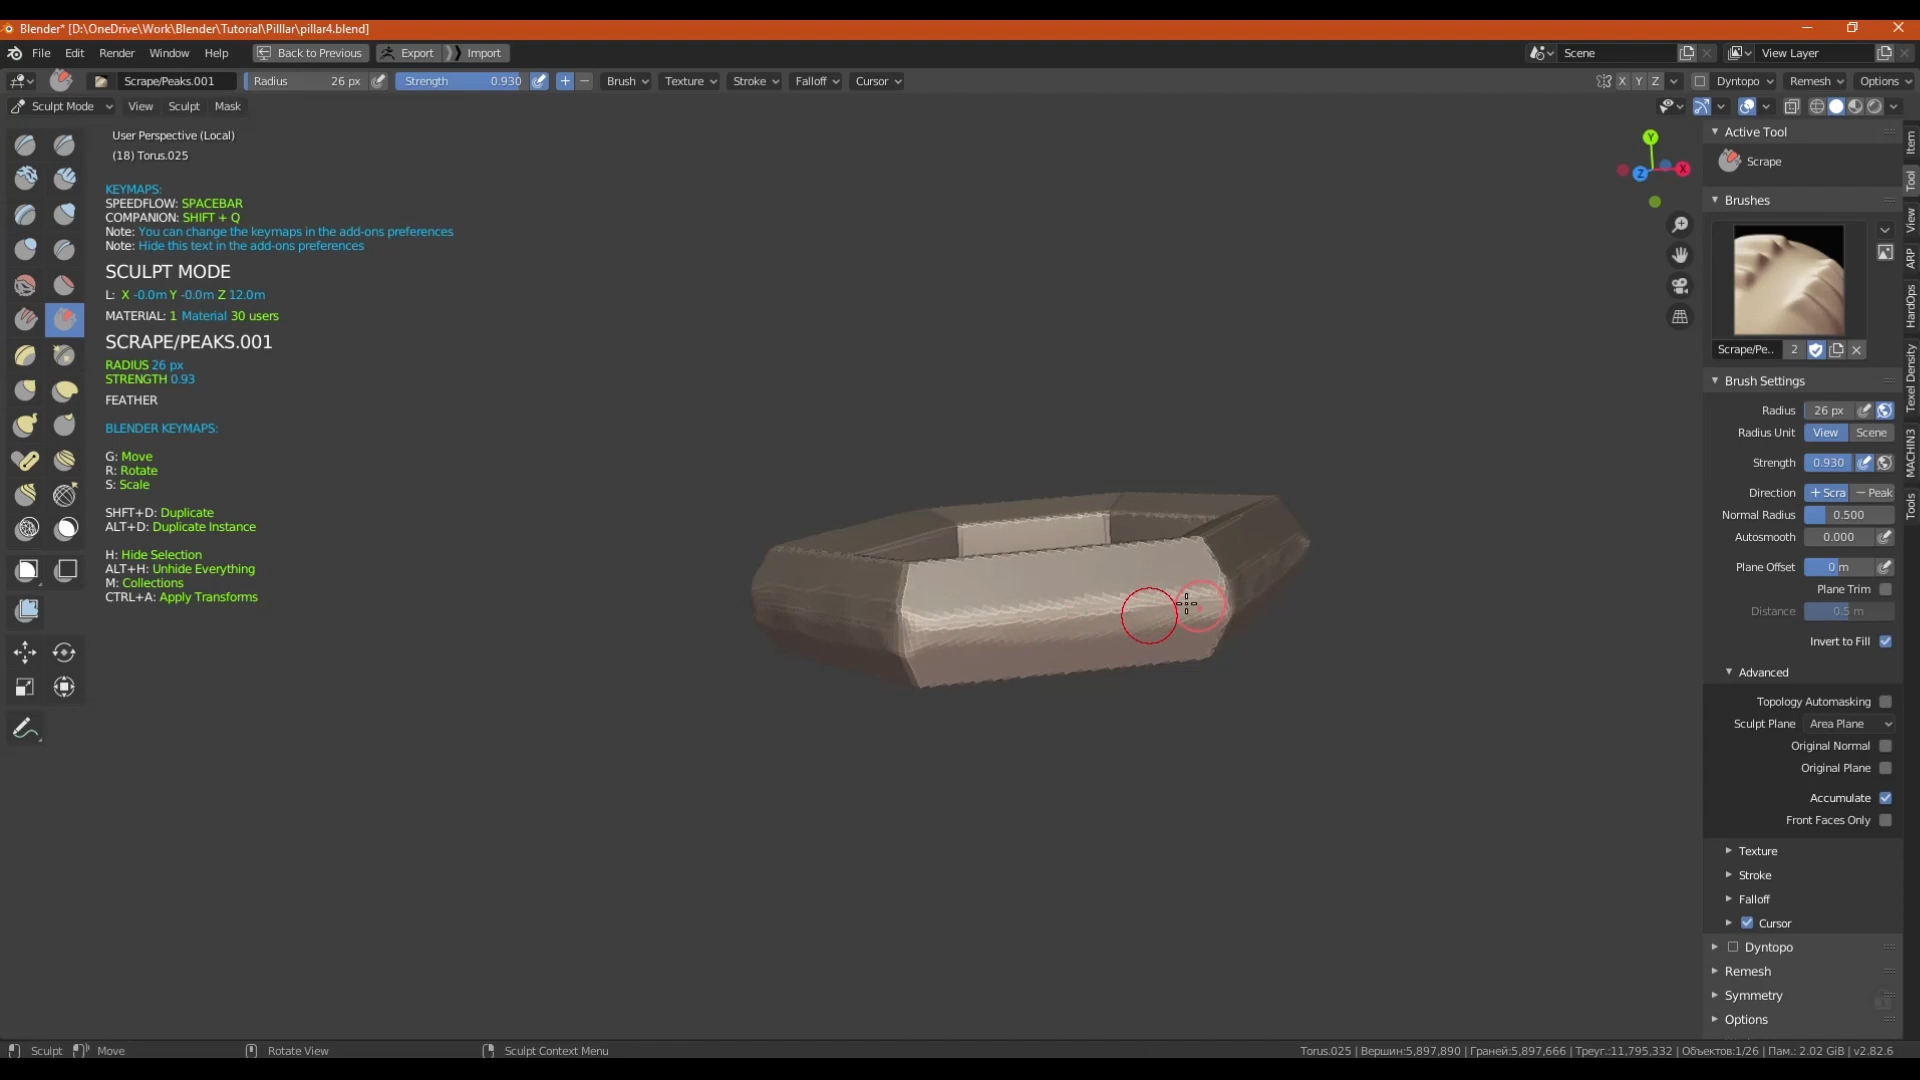 Blender* [D:\OneDrive\Work\Blender\Tutorial\Pilllar\pillar4.blend]
File Edit Render Window Help Back to Previous Export Import Scene View Layer
Scrape/Peaks.001 Radius 26 px Strength 0.930 Brush Texture Stroke Falloff Cursor X Y Z Dyntopo Remesh Options
Sculpt Mode View Sculpt Mask
User Perspective (Local)
(18) Torus.025
KEYMAPS:
SPEEDFLOW: SPACEBAR
COMPANION: SHIFT + Q
Note: You can change the keymaps in the add-ons preferences
Note: Hide this text in the add-ons preferences
SCULPT MODE
L: X -0.0m Y -0.0m Z 12.0m
MATERIAL: 1 Material 30 users
SCRAPE/PEAKS.001
RADIUS 26 px
STRENGTH 0.93
FEATHER
BLENDER KEYMAPS:
G: Move
R: Rotate
S: Scale
SHFT+D: Duplicate
ALT+D: Duplicate Instance
H: Hide Selection
ALT+H: Unhide Everything
M: Collections
CTRL+A: Apply Transforms
Y
X
Z
Active Tool
Scrape
Brushes
Scrape/Pe.. 2
Brush Settings
Radius 26 px
Radius Unit View Scene
Strength 0.930
Direction + Scra — Peak
Normal Radius 0.500
Autosmooth 0.000
Plane Offset 0 m
Plane Trim
Distance 0.5 m
Invert to Fill
Advanced
Topology Automasking
Sculpt Plane Area Plane
Original Normal
Original Plane
Accumulate
Front Faces Only
Texture
Stroke
Falloff
Cursor
Dyntopo
Remesh
Symmetry
Options
Item
Tool
View
ARP
HardOps
Texel Density
MACHIN3
Tools
Sculpt Move Rotate View Sculpt Context Menu Torus.025 | Вершин:5,897,890 | Граней:5,897,666 | Треуг.:11,795,332 | Объектов:1/26 | Пам.: 2.02 GiB | v2.82.6